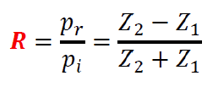 R = p_r / p_i = (Z_2 − Z_1) / (Z_2 + Z_1)